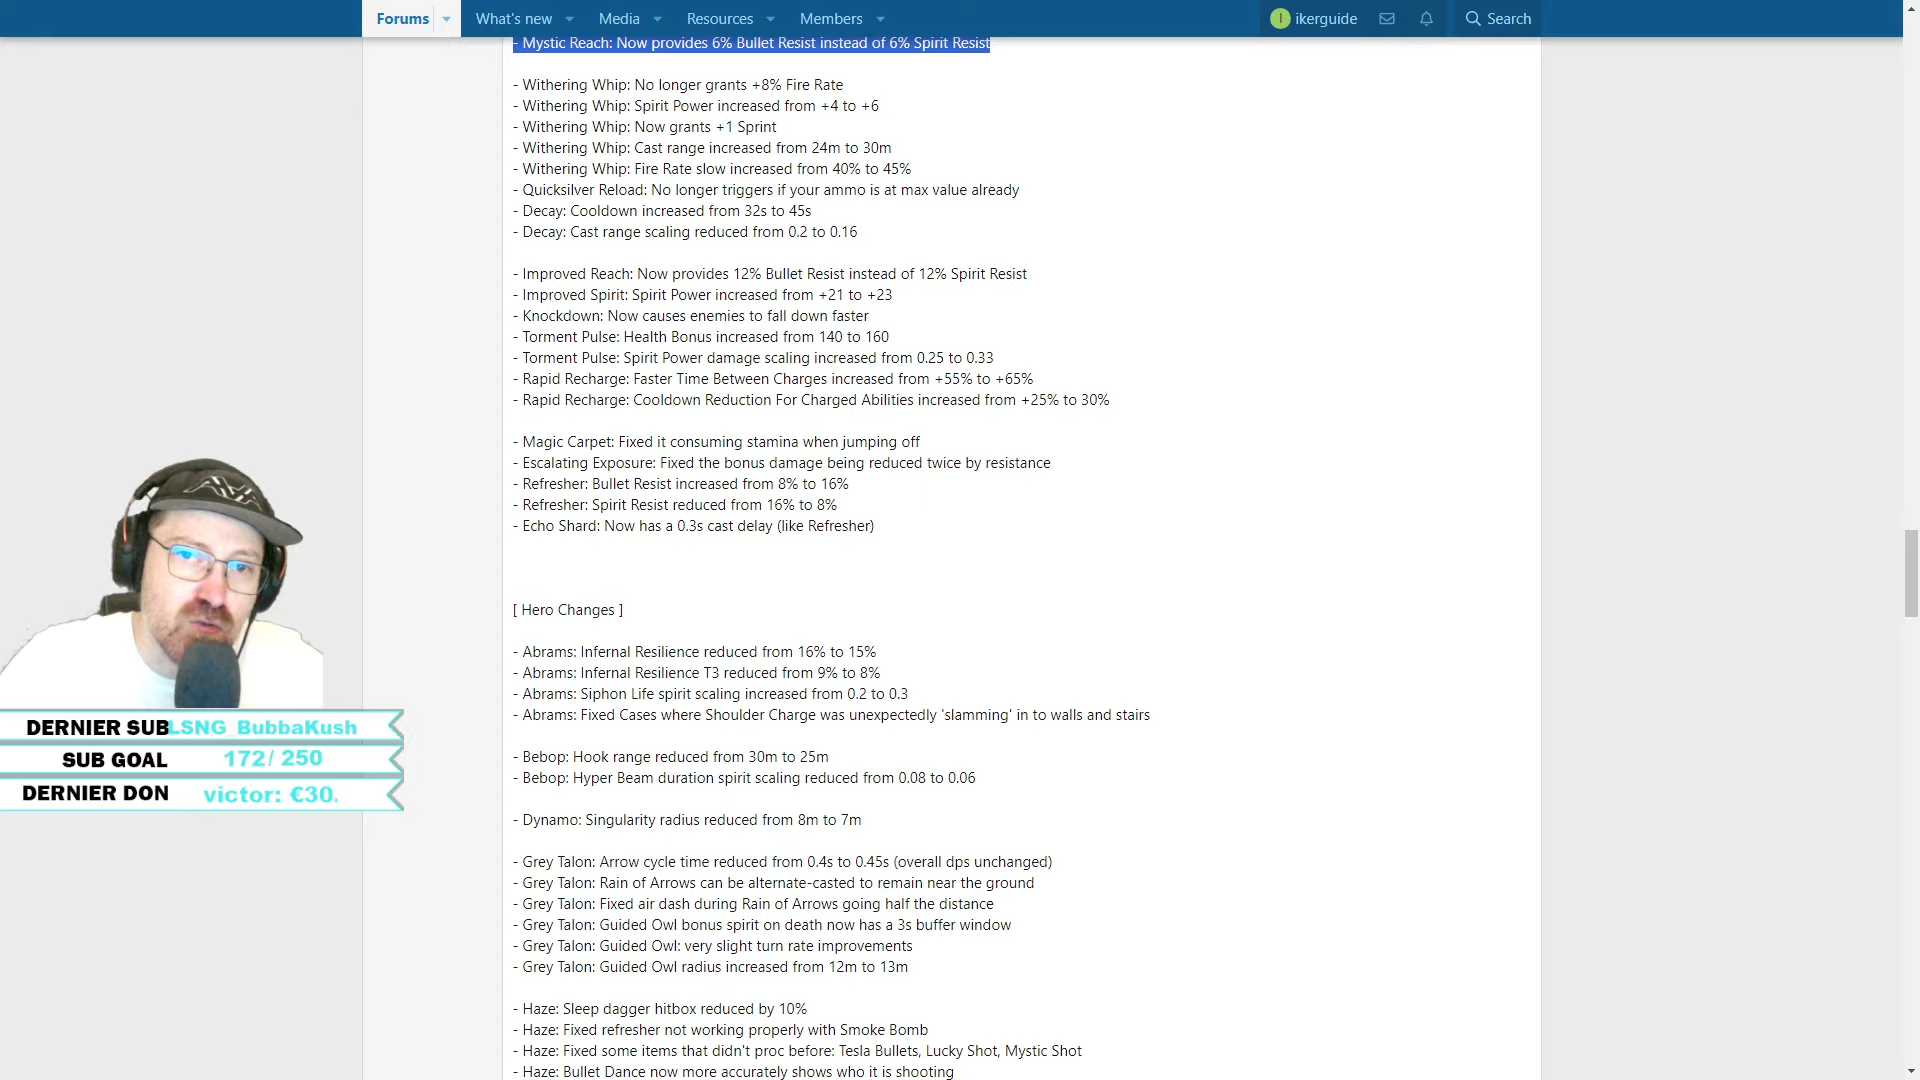 Forums
What's new
Media
Resources
Members
ikerguide
Search
- Mystic Reach: Now provides 6% Bullet Resist instead of 6% Spirit Resist
- Withering Whip: No longer grants +8% Fire Rate
- Withering Whip: Spirit Power increased from +4 to +6
- Withering Whip: Now grants +1 Sprint
- Withering Whip: Cast range increased from 24m to 30m
- Withering Whip: Fire Rate slow increased from 40% to 45%
- Quicksilver Reload: No longer triggers if your ammo is at max value already
- Decay: Cooldown increased from 32s to 45s
- Decay: Cast range scaling reduced from 0.2 to 0.16
- Improved Reach: Now provides 12% Bullet Resist instead of 12% Spirit Resist
- Improved Spirit: Spirit Power increased from +21 to +23
- Knockdown: Now causes enemies to fall down faster
- Torment Pulse: Health Bonus increased from 140 to 160
- Torment Pulse: Spirit Power damage scaling increased from 0.25 to 0.33
- Rapid Recharge: Faster Time Between Charges increased from +55% to +65%
- Rapid Recharge: Cooldown Reduction For Charged Abilities increased from +25% to 30%
- Magic Carpet: Fixed it consuming stamina when jumping off
- Escalating Exposure: Fixed the bonus damage being reduced twice by resistance
- Refresher: Bullet Resist increased from 8% to 16%
- Refresher: Spirit Resist reduced from 16% to 8%
- Echo Shard: Now has a 0.3s cast delay (like Refresher)
[ Hero Changes ]
- Abrams: Infernal Resilience reduced from 16% to 15%
- Abrams: Infernal Resilience T3 reduced from 9% to 8%
- Abrams: Siphon Life spirit scaling increased from 0.2 to 0.3
- Abrams: Fixed Cases where Shoulder Charge was unexpectedly 'slamming' in to walls and stairs
- Bebop: Hook range reduced from 30m to 25m
- Bebop: Hyper Beam duration spirit scaling reduced from 0.08 to 0.06
- Dynamo: Singularity radius reduced from 8m to 7m
- Grey Talon: Arrow cycle time reduced from 0.4s to 0.45s (overall dps unchanged)
- Grey Talon: Rain of Arrows can be alternate-casted to remain near the ground
- Grey Talon: Fixed air dash during Rain of Arrows going half the distance
- Grey Talon: Guided Owl bonus spirit on death now has a 3s buffer window
- Grey Talon: Guided Owl: very slight turn rate improvements
- Grey Talon: Guided Owl radius increased from 12m to 13m
- Haze: Sleep dagger hitbox reduced by 10%
- Haze: Fixed refresher not working properly with Smoke Bomb
- Haze: Fixed some items that didn't proc before: Tesla Bullets, Lucky Shot, Mystic Shot
- Haze: Bullet Dance now more accurately shows who it is shooting
DERNIER SUB LSNG_BubbaKush
SUB GOAL 172/ 250
DERNIER DON victor: €30.